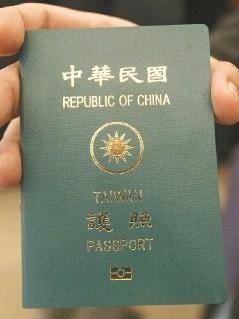 中華民國
REPUBLIC OF CHINA
TAIWAN
護照
PASSPORT